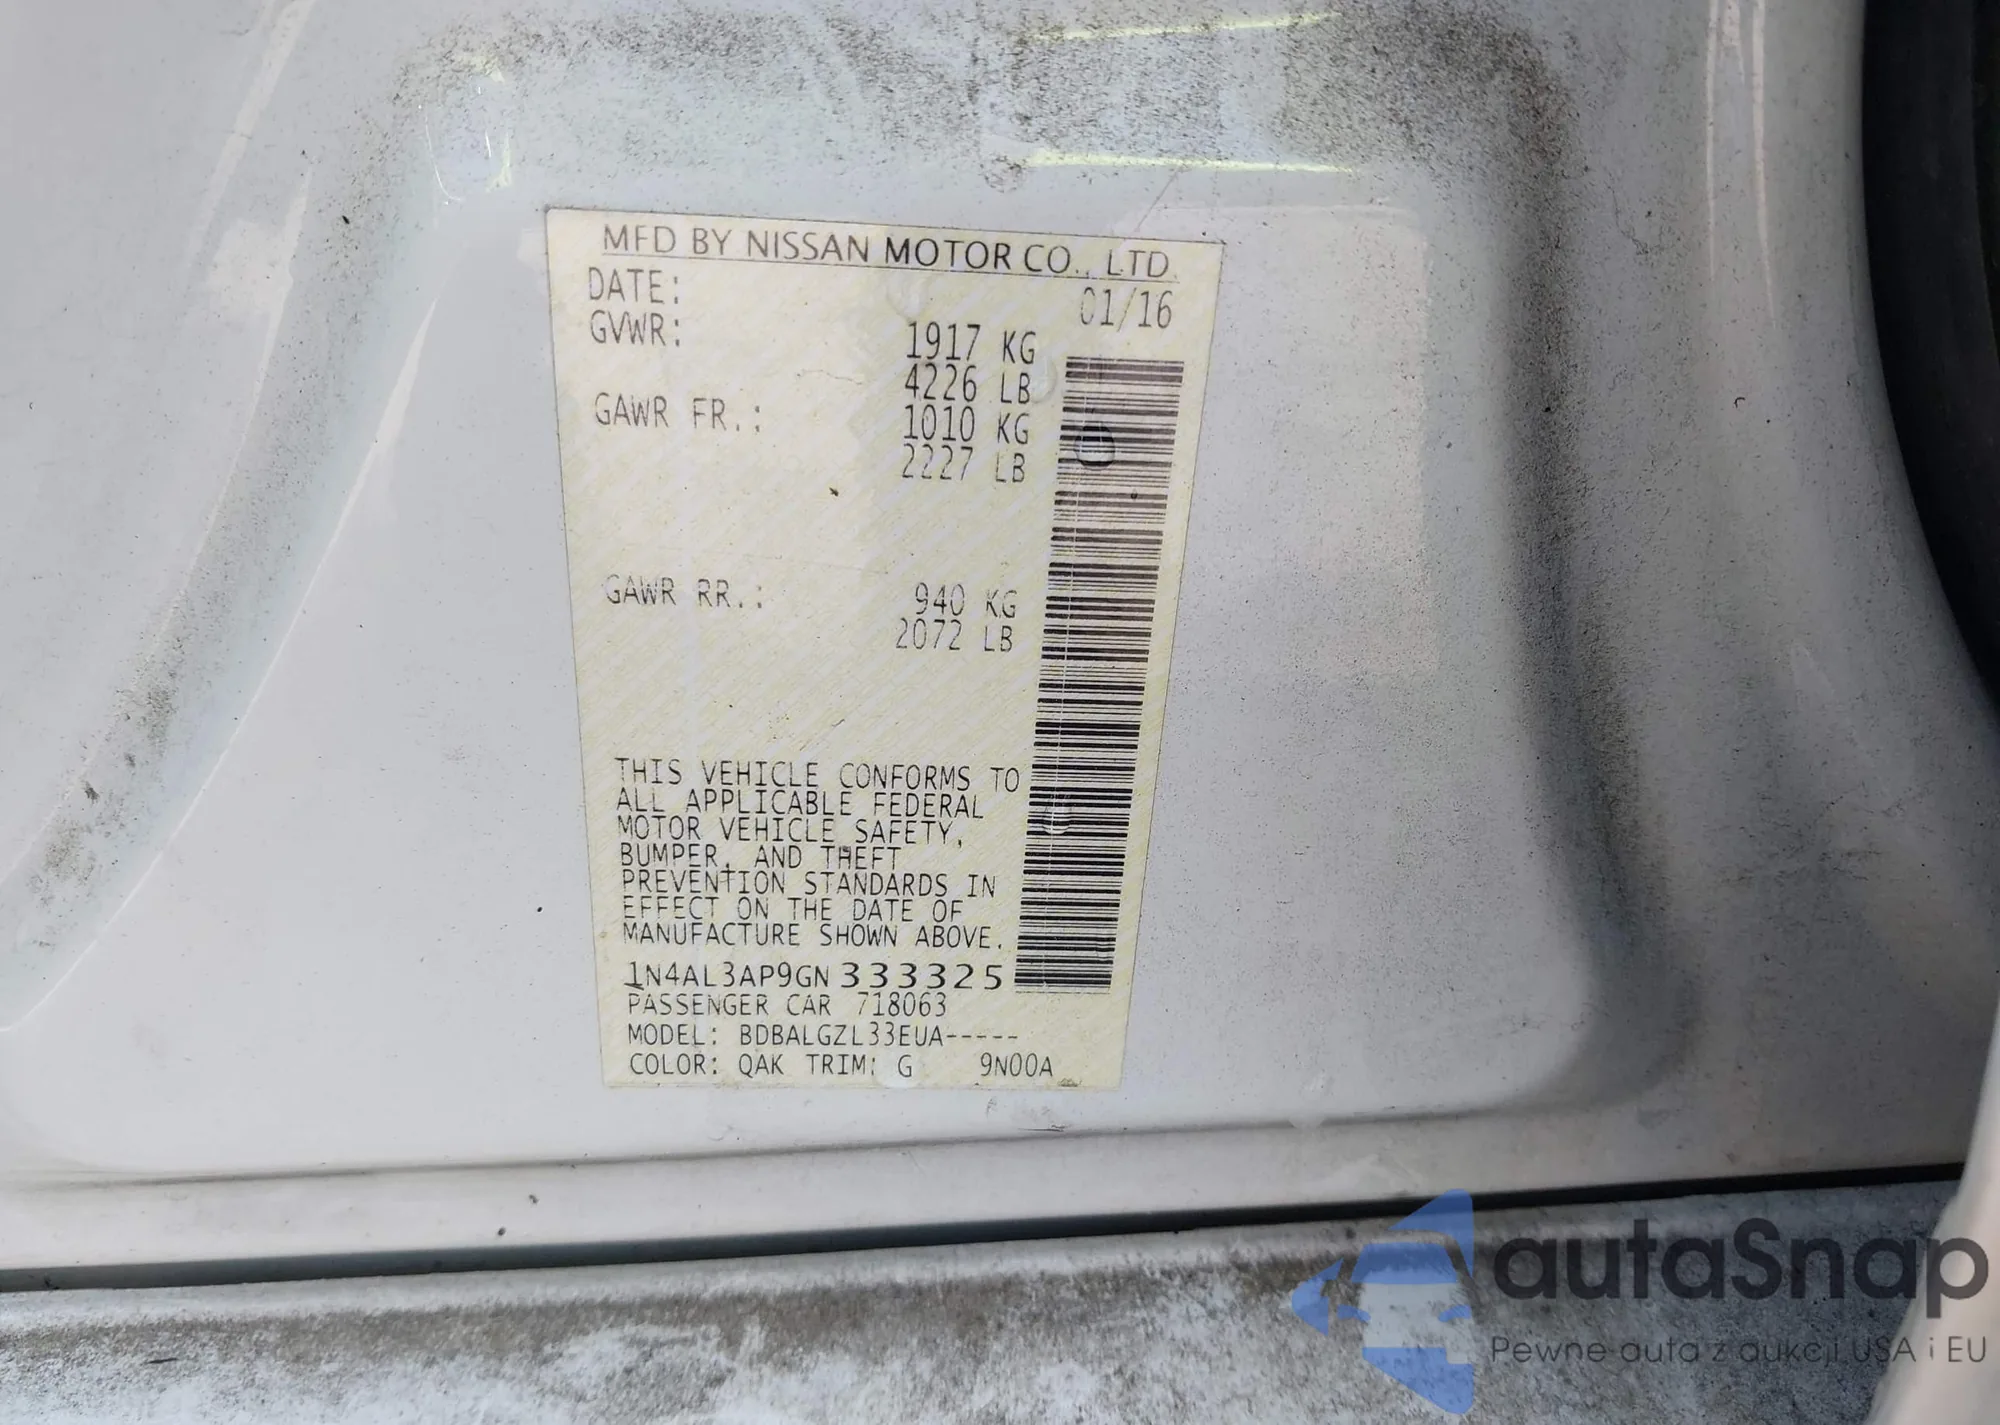 MFD BY NISSAN MOTOR CO., LTD.
DATE: 01/16
GVWR: 1917 KG
4226 LB
GAWR FR.: 1010 KG
2227 LB
GAWR RR.: 940 KG
2072 LB
THIS VEHICLE CONFORMS TO
ALL APPLICABLE FEDERAL
MOTOR VEHICLE SAFETY,
BUMPER, AND THEFT
PREVENTION STANDARDS IN
EFFECT ON THE DATE OF
MANUFACTURE SHOWN ABOVE.
1N4AL3AP9GN333325
PASSENGER CAR 718063
MODEL: BDBALGZL33EUA-----
COLOR: QAK TRIM: G 9N00A
autaSnap
Pewne auta z aukcji USA i EU